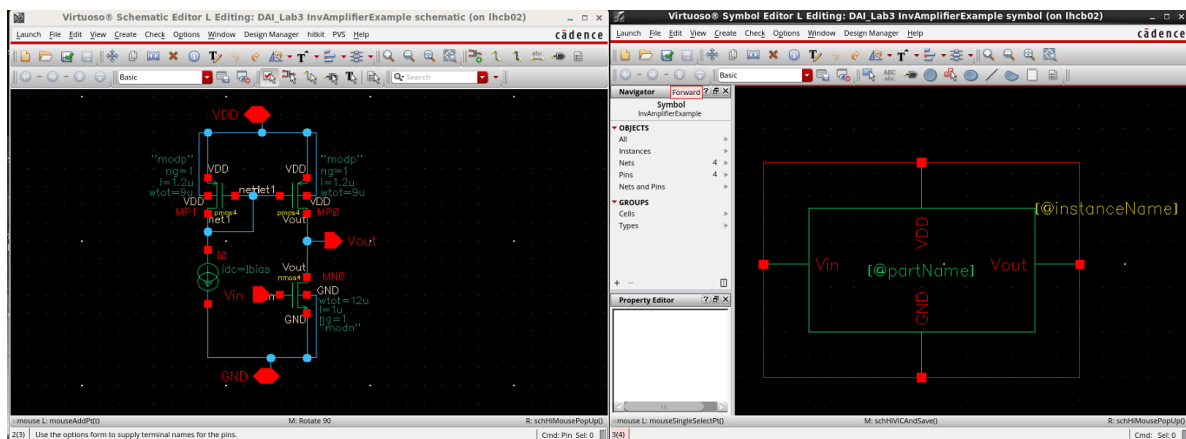 Virtuoso® Schematic Editor L Editing: DAI_Lab3 InvAmplifierExample schematic (on lhcb02)
Launch File Edit View Create Check Options Window Design Manager hitkit PVS Help
cādence
Basic
Search
VDD
"modp"
ng=1
l=1.2u
wtot=9u
VDD
VDD
MP1
pmos4
net1
net1
net1
VDD
"modp"
ng=1
l=1.2u
wtot=9u
VDD
pmos4
MP0
Vout
Vout
I0
idc=Ibias
Vout
nmos4
MN0
Vin
GND
wtot=12u
l=1u
GND
ng=1
"modn"
GND
mouse L: mouseAddPt(t)
M: Rotate 90
R: schHiMousePopUp()
2(3)
Use the options form to supply terminal names for the pins.
Cmd: Pin Sel: 0
Virtuoso® Symbol Editor L Editing: DAI_Lab3 InvAmplifierExample symbol (on lhcb02)
Launch File Edit View Create Check Options Window Design Manager Help
cādence
Basic
Navigator
Forward
Symbol
InvAmplifierExample
OBJECTS
All
Instances
Nets 4
Pins 4
Nets and Pins
GROUPS
Cells
Types
Property Editor
[@instanceName]
VDD
Vin
[@partName]
Vout
GND
mouse L: mouseSingleSelectPt()
M: schHiVICAndSave()
R: schHiMousePopUp()
3(4)
Cmd: Sel: 0